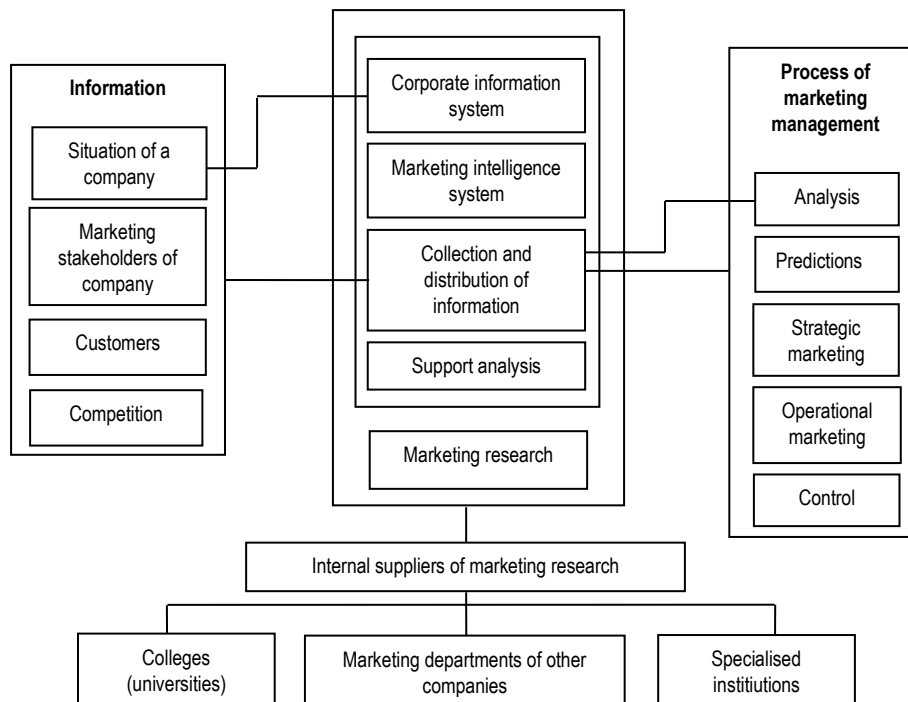 Information
Situation of a
company
Marketing
stakeholders of
company
Customers
Competition
Corporate information
system
Marketing intelligence
system
Collection and
distribution of
information
Support analysis
Marketing research
Process of
marketing
management
Analysis
Predictions
Strategic
marketing
Operational
marketing
Control
Internal suppliers of marketing research
Colleges
(universities)
Marketing departments of other
companies
Specialised
institiutions